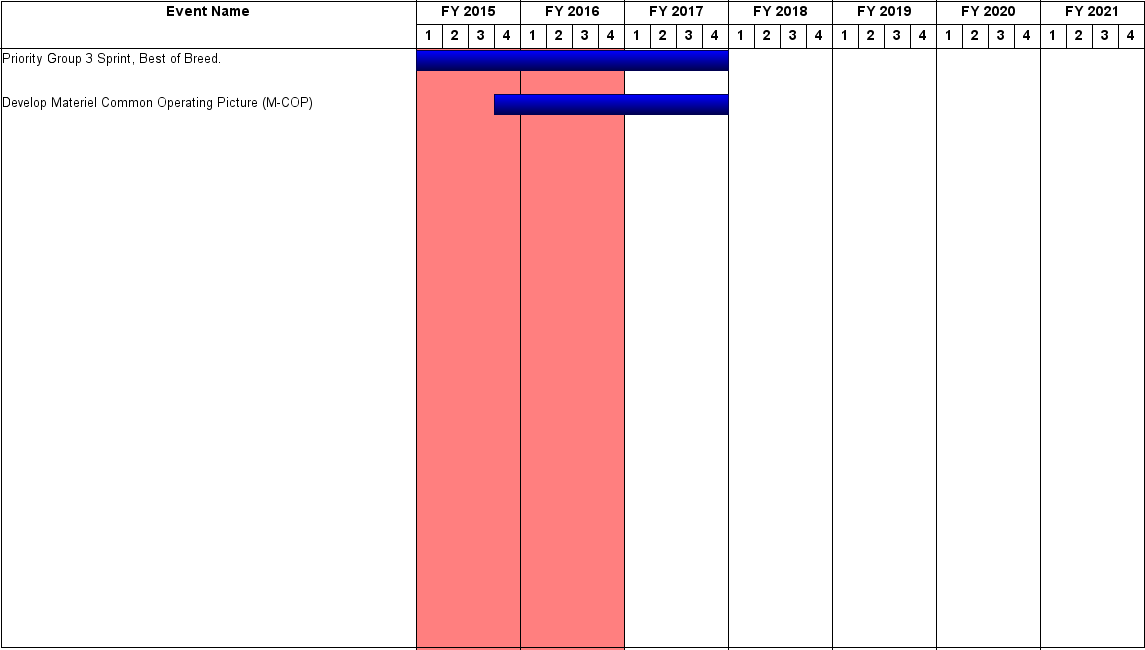 Event Name FY 2015 FY 2016 FY 2017 FY 2018 FY 2019 FY 2020 FY 2021
1 2 3 4 1 2 3 4 1 2 3 4 1 2 3 4 1 2 3 4 1 2 3 4 1 2 3 4
Priority Group 3 Sprint, Best of Breed.
Develop Materiel Common Operating Picture (M-COP)